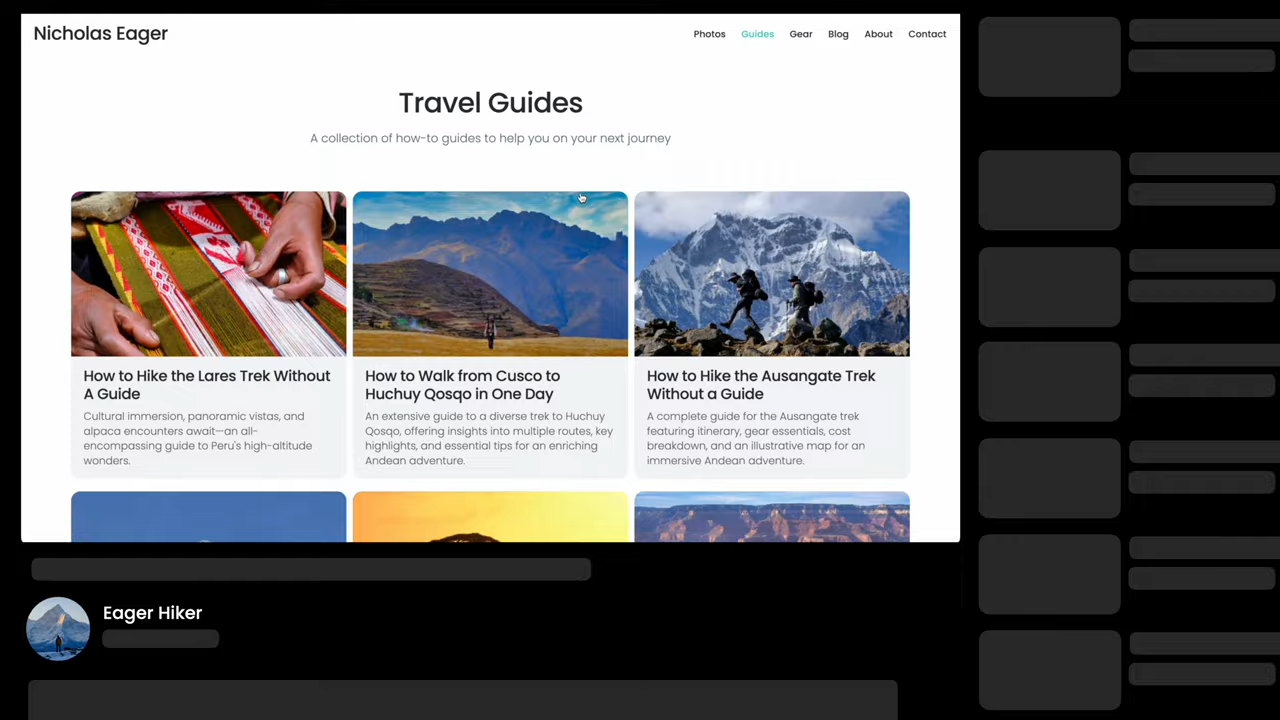 Nicholas Eager
Photos Guides Gear Blog About Contact
Travel Guides
A collection of how-to guides to help you on your next journey
How to Hike the Lares Trek Without
A Guide
Cultural immersion, panoramic vistas, and
alpaca encounters await—an all-
encompassing guide to Peru's high-altitude
wonders.
How to Walk from Cusco to
Huchuy Qosqo in One Day
An extensive guide to a diverse trek to Huchuy
Qosqo, offering insights into multiple routes, key
highlights, and essential tips for an enriching
Andean adventure.
How to Hike the Ausangate Trek
Without a Guide
A complete guide for the Ausangate trek
featuring itinerary, gear essentials, cost
breakdown, and an illustrative map for an
immersive Andean adventure.
Eager Hiker